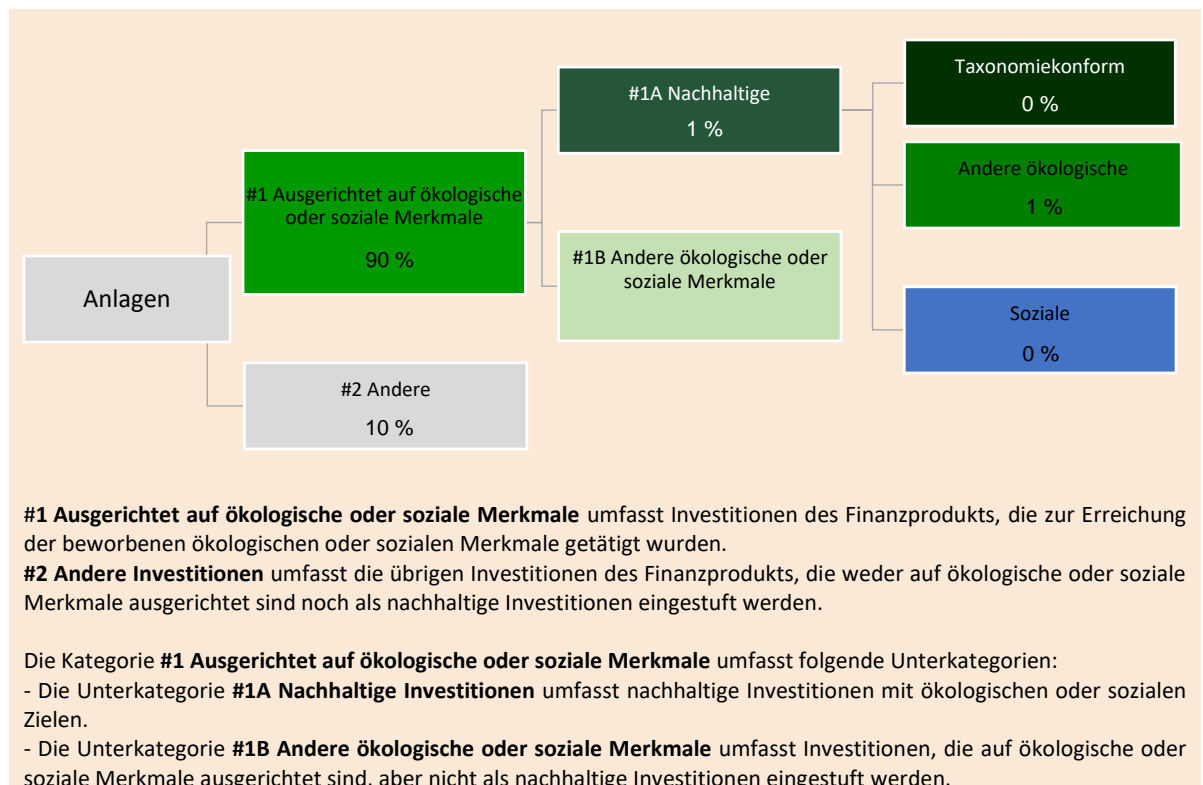 Anlagen
#1 Ausgerichtet auf ökologische
oder soziale Merkmale
90 %
#2 Andere
10 %
#1A Nachhaltige
1 %
#1B Andere ökologische oder
soziale Merkmale
Taxonomiekonform
0 %
Andere ökologische
1 %
Soziale
0 %
#1 Ausgerichtet auf ökologische oder soziale Merkmale umfasst Investitionen des Finanzprodukts, die zur Erreichung
der beworbenen ökologischen oder sozialen Merkmale getätigt wurden.
#2 Andere Investitionen umfasst die übrigen Investitionen des Finanzprodukts, die weder auf ökologische oder soziale
Merkmale ausgerichtet sind noch als nachhaltige Investitionen eingestuft werden.
Die Kategorie #1 Ausgerichtet auf ökologische oder soziale Merkmale umfasst folgende Unterkategorien:
- Die Unterkategorie #1A Nachhaltige Investitionen umfasst nachhaltige Investitionen mit ökologischen oder sozialen
Zielen.
- Die Unterkategorie #1B Andere ökologische oder soziale Merkmale umfasst Investitionen, die auf ökologische oder
soziale Merkmale ausgerichtet sind, aber nicht als nachhaltige Investitionen eingestuft werden.